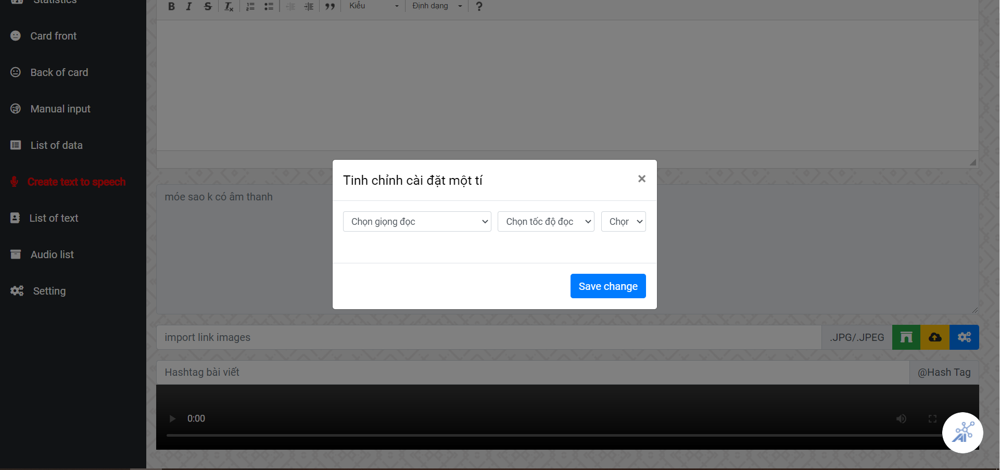 Statistics
Card front
Back of card
Manual input
List of data
Create text to speech
List of text
Audio list
Setting
B I S Tx Kiểu Định dạng ?
móe sao k có âm thanh
Tinh chỉnh cài đặt một tí ×
Chọn giọng đọc Chọn tốc độ đọc Chọr
Save change
import link images .JPG/.JPEG
Hashtag bài viết @Hash Tag
0:00
AI